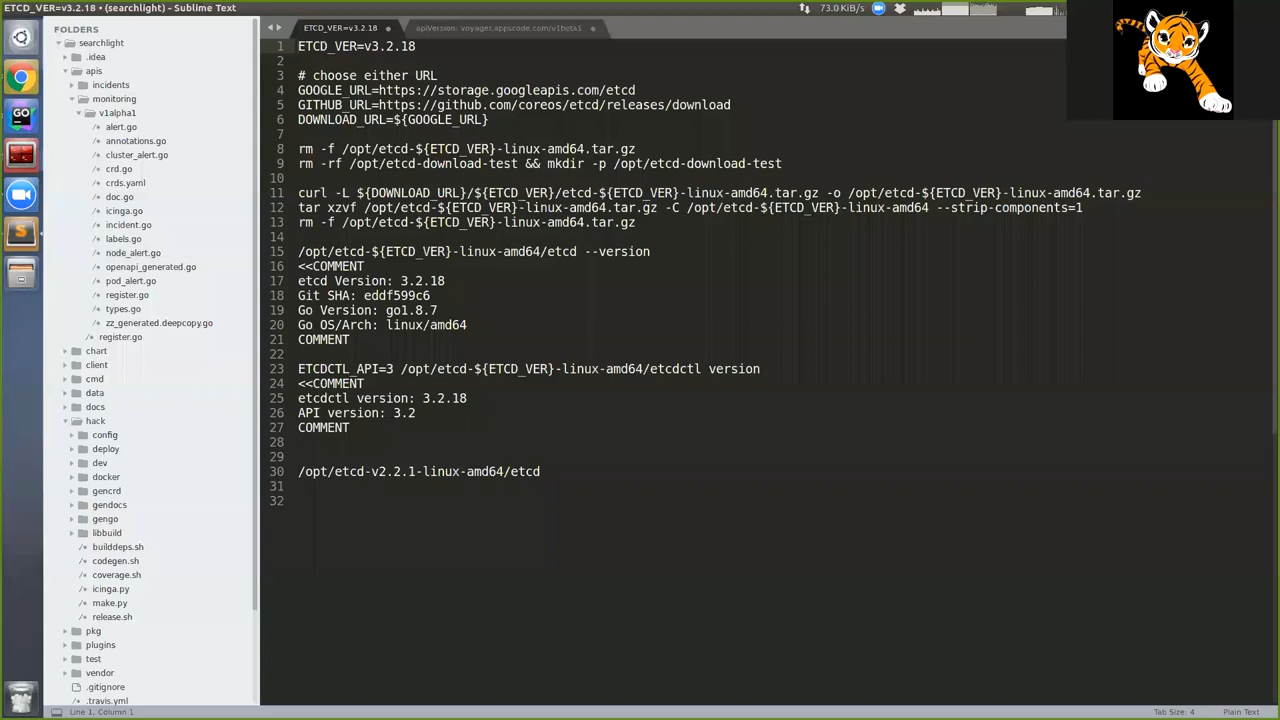 ETCD_VER=v3.2.18 • (searchlight) - Sublime Text
73.0 KiB/s
FOLDERS
searchlight
.idea
apis
incidents
monitoring
v1alpha1
alert.go
annotations.go
cluster_alert.go
crd.go
crds.yaml
doc.go
icinga.go
incident.go
labels.go
node_alert.go
openapi_generated.go
pod_alert.go
register.go
types.go
zz_generated.deepcopy.go
register.go
chart
client
cmd
data
docs
hack
config
deploy
dev
docker
gencrd
gendocs
gengo
libbuild
builddeps.sh
codegen.sh
coverage.sh
icinga.py
make.py
release.sh
pkg
plugins
test
vendor
.gitignore
.travis.yml
ETCD_VER=v3.2.18
apiVersion: voyager.appscode.com/v1beta1
1 ETCD_VER=v3.2.18
2
3 # choose either URL
4 GOOGLE_URL=https://storage.googleapis.com/etcd
5 GITHUB_URL=https://github.com/coreos/etcd/releases/download
6 DOWNLOAD_URL=${GOOGLE_URL}
7
8 rm -f /opt/etcd-${ETCD_VER}-linux-amd64.tar.gz
9 rm -rf /opt/etcd-download-test && mkdir -p /opt/etcd-download-test
10
11 curl -L ${DOWNLOAD_URL}/${ETCD_VER}/etcd-${ETCD_VER}-linux-amd64.tar.gz -o /opt/etcd-${ETCD_VER}-linux-amd64.tar.gz
12 tar xzvf /opt/etcd-${ETCD_VER}-linux-amd64.tar.gz -C /opt/etcd-${ETCD_VER}-linux-amd64 --strip-components=1
13 rm -f /opt/etcd-${ETCD_VER}-linux-amd64.tar.gz
14
15 /opt/etcd-${ETCD_VER}-linux-amd64/etcd --version
16 <<COMMENT
17 etcd Version: 3.2.18
18 Git SHA: eddf599c6
19 Go Version: go1.8.7
20 Go OS/Arch: linux/amd64
21 COMMENT
22
23 ETCDCTL_API=3 /opt/etcd-${ETCD_VER}-linux-amd64/etcdctl version
24 <<COMMENT
25 etcdctl version: 3.2.18
26 API version: 3.2
27 COMMENT
28
29
30 /opt/etcd-v2.2.1-linux-amd64/etcd
31
32
Line 1, Column 1
Tab Size: 4
Plain Text